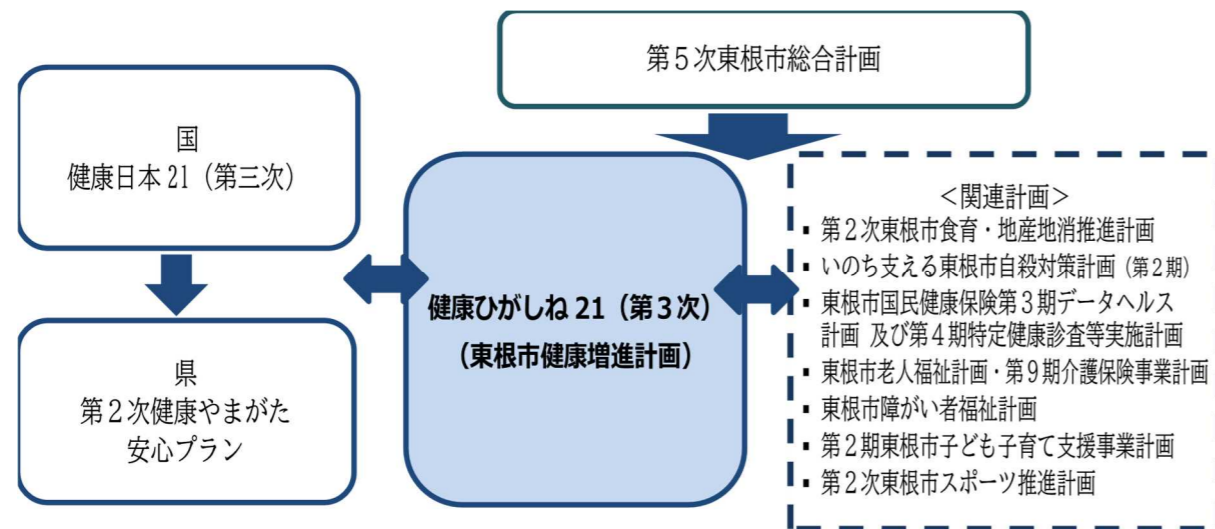 第5次東根市総合計画
国
健康日本21（第三次）
県
第2次健康やまがた
安心プラン
健康ひがしね21（第3次）
（東根市健康増進計画）
＜関連計画＞
▪ 第2次東根市食育・地産地消推進計画
▪ いのち支える東根市自殺対策計画（第2期）
▪ 東根市国民健康保険第3期データヘルス
計画 及び第4期特定健康診査等実施計画
▪ 東根市老人福祉計画・第9期介護保険事業計画
▪ 東根市障がい者福祉計画
▪ 第2期東根市子ども子育て支援事業計画
▪ 第2次東根市スポーツ推進計画